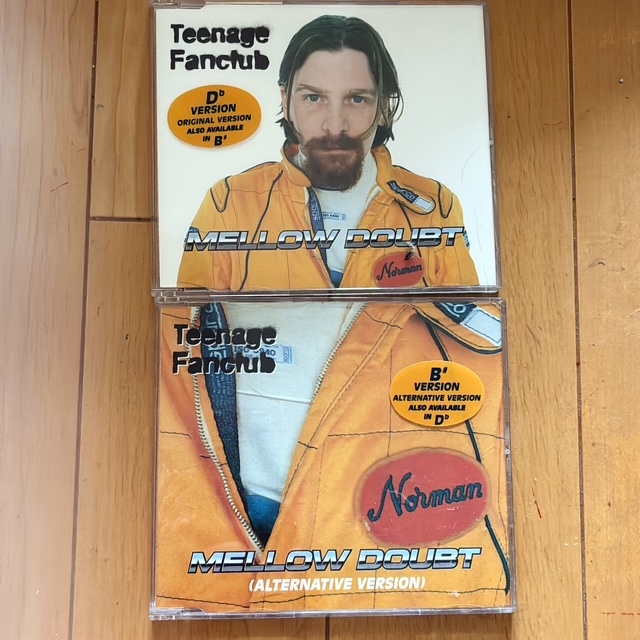 Teenage
Fanclub
D♭
VERSION
ORIGINAL VERSION
ALSO AVAILABLE
IN B♯
MELLOW DOUBT
Norman
Teenage
Fanclub
B♯
VERSION
ALTERNATIVE VERSION
ALSO AVAILABLE
IN D♭
Norman
MELLOW DOUBT
(ALTERNATIVE VERSION)